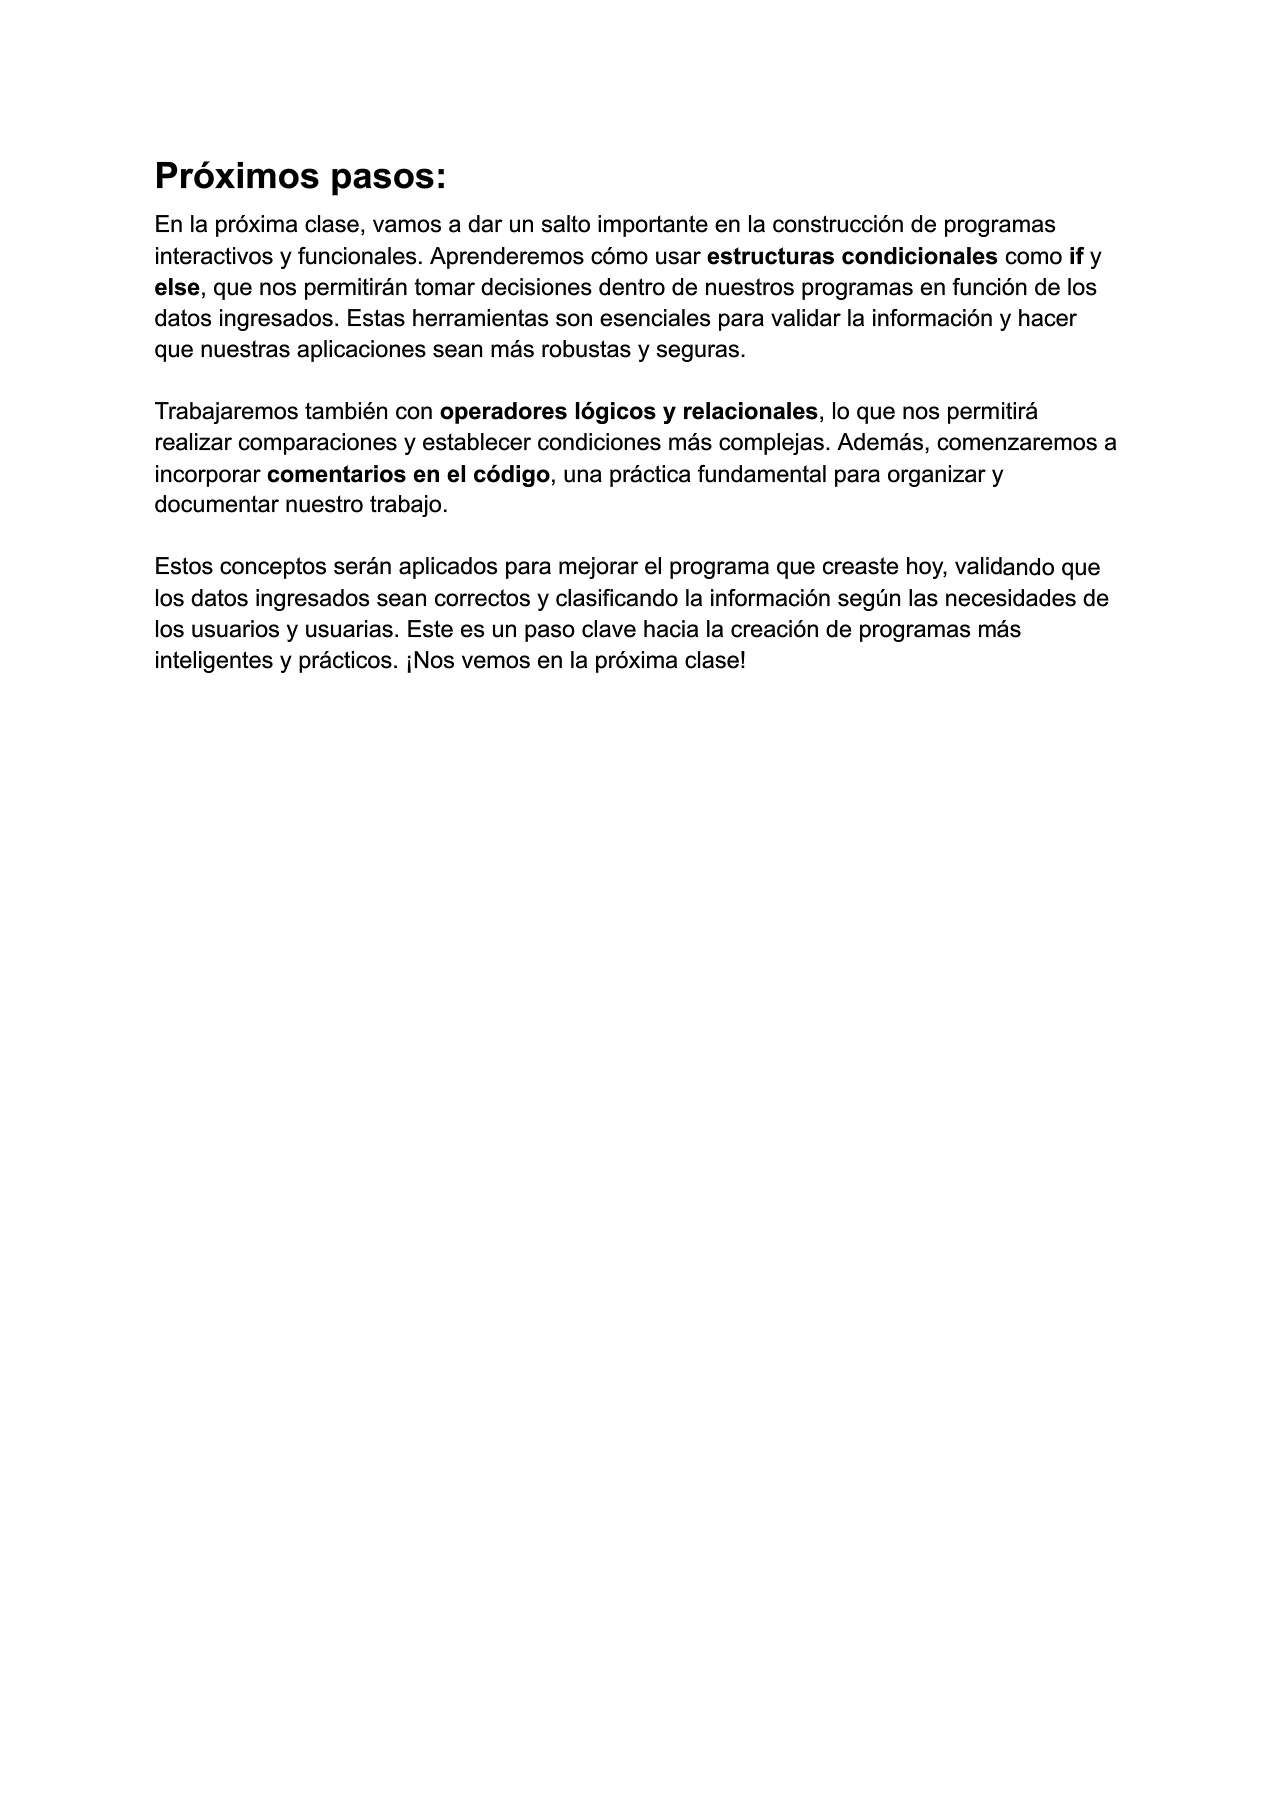 Próximos pasos:
En la próxima clase, vamos a dar un salto importante en la construcción de programas
interactivos y funcionales. Aprenderemos cómo usar estructuras condicionales como if y
else, que nos permitirán tomar decisiones dentro de nuestros programas en función de los
datos ingresados. Estas herramientas son esenciales para validar la información y hacer
que nuestras aplicaciones sean más robustas y seguras.
Trabajaremos también con operadores lógicos y relacionales, lo que nos permitirá
realizar comparaciones y establecer condiciones más complejas. Además, comenzaremos a
incorporar comentarios en el código, una práctica fundamental para organizar y
documentar nuestro trabajo.
Estos conceptos serán aplicados para mejorar el programa que creaste hoy, validando que
los datos ingresados sean correctos y clasificando la información según las necesidades de
los usuarios y usuarias. Este es un paso clave hacia la creación de programas más
inteligentes y prácticos. ¡Nos vemos en la próxima clase!